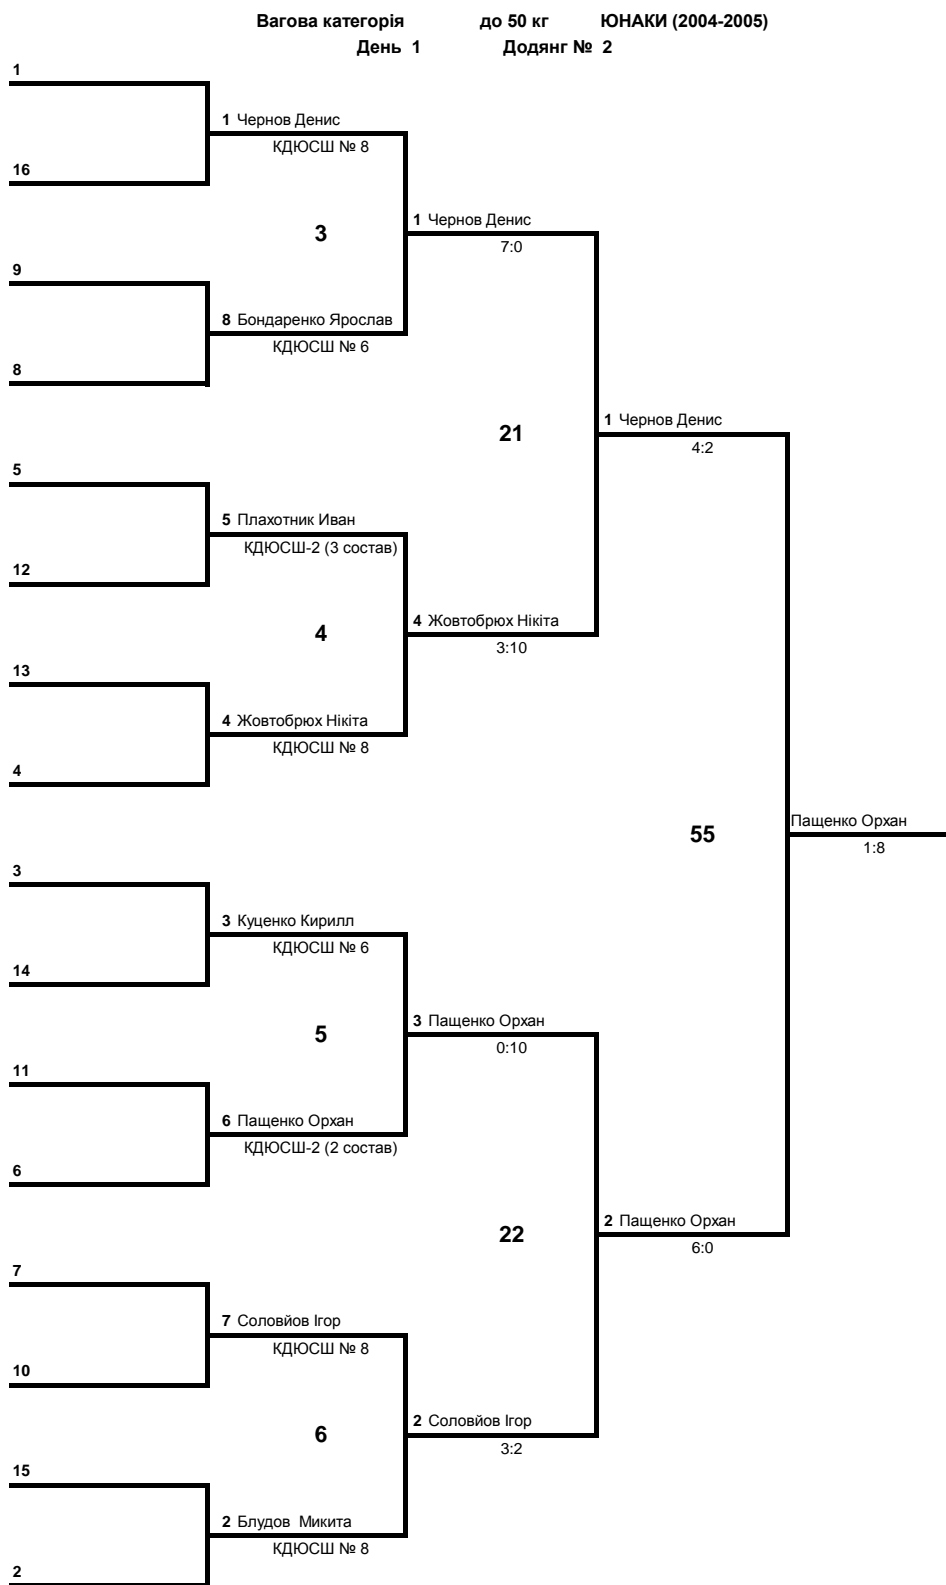 Вагова категорія до 50 кг ЮНАКИ (2004-2005)
День 1 Додянг № 2
1
1 Чернов Денис
КДЮСШ № 8
16
1 Чернов Денис
3
7:0
9
8 Бондаренко Ярослав
КДЮСШ № 6
8
1 Чернов Денис
21
4:2
5
5 Плахотник Иван
КДЮСШ-2 (3 состав)
12
4 Жовтобрюх Нікіта
4
3:10
13
4 Жовтобрюх Нікіта
КДЮСШ № 8
4
Пащенко Орхан
55
1:8
3
3 Куценко Кирилл
КДЮСШ № 6
14
3 Пащенко Орхан
5
0:10
11
6 Пащенко Орхан
КДЮСШ-2 (2 состав)
6
2 Пащенко Орхан
22
6:0
7
7 Соловйов Ігор
КДЮСШ № 8
10
2 Соловйов Ігор
6
3:2
15
2 Блудов Микита
КДЮСШ № 8
2